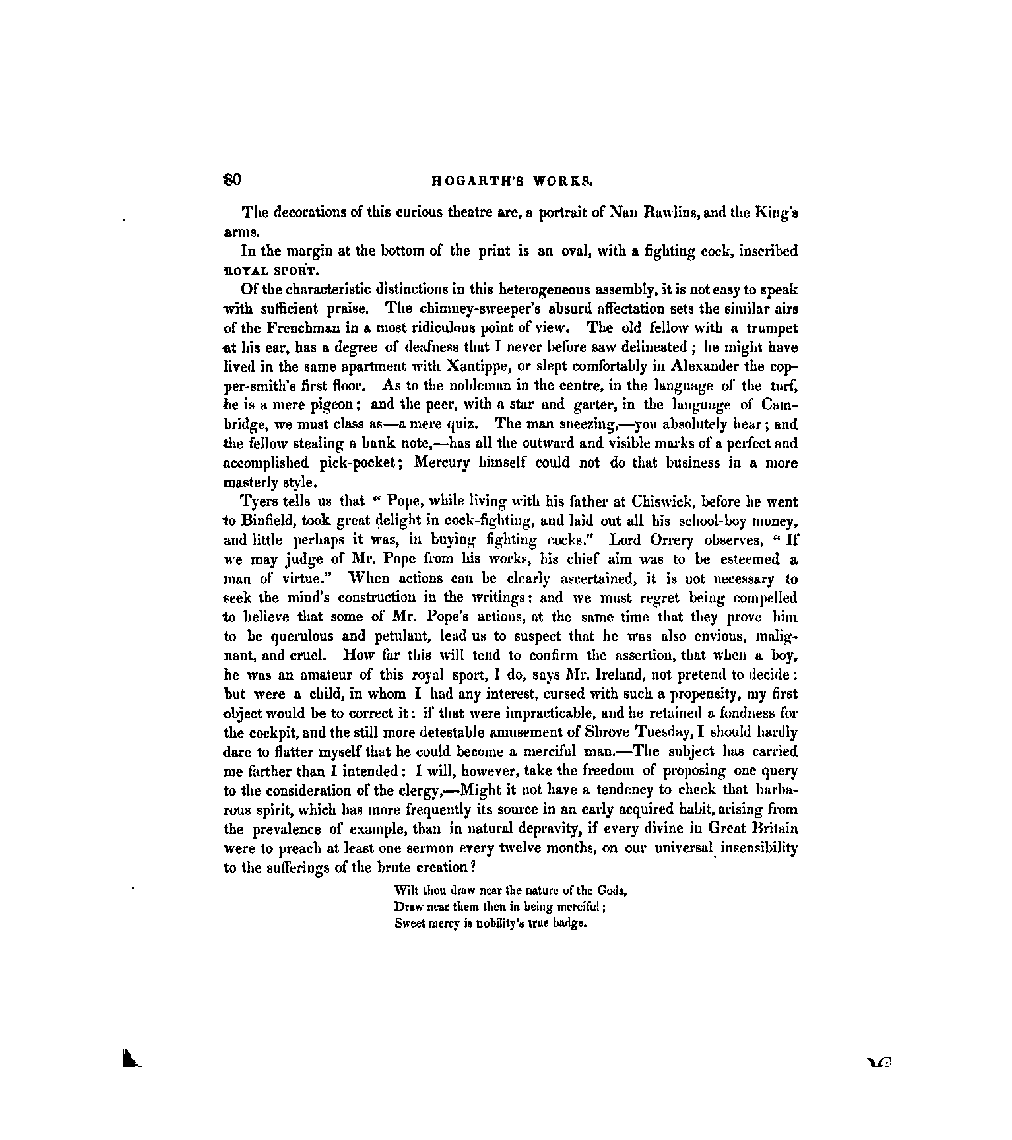 80 HOGARTH'S WORKS.
The decorations of this curious theatre are, a portrait of Nan Rawlins, and the King's
arms.
In the margin at the bottom of the print is an oval, with a fighting cock, inscribed
ROYAL SPORT.
Of the characteristic distinctions in this heterogeneous assembly, it is not easy to speak
with sufficient praise. The chimney-sweeper's absurd affectation sets the similar airs
of the Frenchman in a most ridiculous point of view. The old fellow with a trumpet
at his ear, has a degree of deafness that I never before saw delineated; he might have
lived in the same apartment with Xantippe, or slept comfortably in Alexander the cop-
per-smith's first floor. As to the nobleman in the centre, in the language of the turf,
he is a mere pigeon; and the peer, with a star and garter, in the language of Cam-
bridge, we must class as—a mere quiz. The man sneezing,—you absolutely hear; and
the fellow stealing a bank note,—has all the outward and visible marks of a perfect and
accomplished pick-pocket; Mercury himself could not do that business in a more
masterly style.
Tyers tells us that “ Pope, while living with his father at Chiswick, before he went
to Binfield, took great delight in cock-fighting, and laid out all his school-boy money,
and little perhaps it was, in buying fighting cocks.” Lord Orrery observes, “ If
we may judge of Mr. Pope from his works, his chief aim was to be esteemed a
man of virtue.” When actions can be clearly ascertained, it is not necessary to
seek the mind's construction in the writings: and we must regret being compelled
to believe that some of Mr. Pope's actions, at the same time that they prove him
to be querulous and petulant, lead us to suspect that he was also envious, malig-
nant, and cruel. How far this will tend to confirm the assertion, that when a boy,
he was an amateur of this royal sport, I do, says Mr. Ireland, not pretend to decide:
but were a child, in whom I had any interest, cursed with such a propensity, my first
object would be to correct it: if that were impracticable, and he retained a fondness for
the cockpit, and the still more detestable amusement of Shrove Tuesday, I should hardly
dare to flatter myself that he could become a merciful man.—The subject has carried
me farther than I intended: I will, however, take the freedom of proposing one query
to the consideration of the clergy,—Might it not have a tendency to check that barba-
rous spirit, which has more frequently its source in an early acquired habit, arising from
the prevalence of example, than in natural depravity, if every divine in Great Britain
were to preach at least one sermon every twelve months, on our universal insensibility
to the sufferings of the brute creation?
Wilt thou draw near the nature of the Gods,
Draw near them then in being merciful;
Sweet mercy is nobility's true badge.